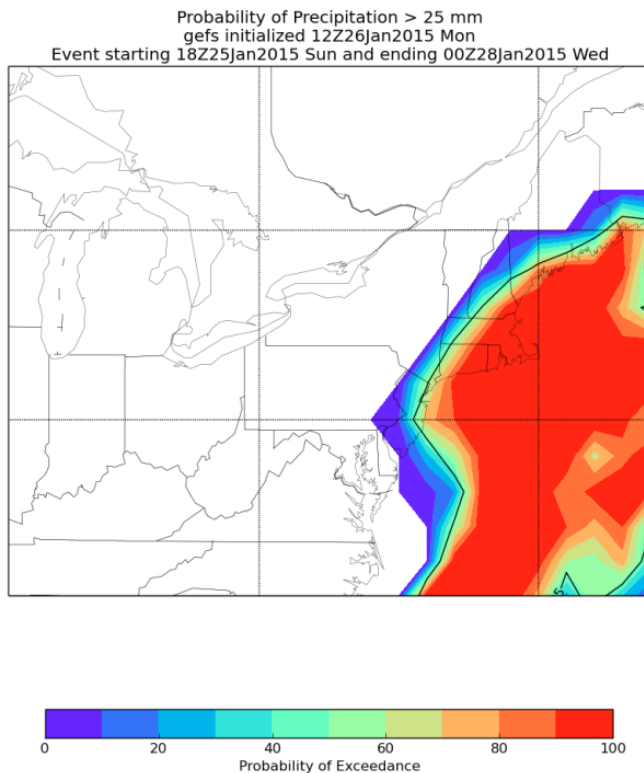 Probability of Precipitation > 25 mm
gefs initialized 12Z26Jan2015 Mon
Event starting 18Z25Jan2015 Sun and ending 00Z28Jan2015 Wed
0 20 40 60 80 100
Probability of Exceedance